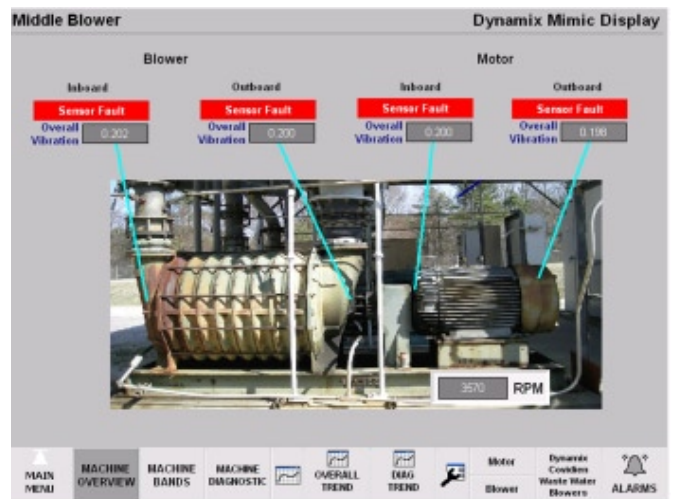 Middle Blower
Dynamix Mimic Display
Blower
Motor
Inboard
Outboard
Inboard
Outboard
Sensor Fault
Sensor Fault
Sensor Fault
Sensor Fault
Overall Vibration 0.202
Overall Vibration 0.200
Overall Vibration 0.200
Overall Vibration 0.198
3570 RPM
MAIN MENU
MACHINE OVERVIEW
MACHINE BANDS
MACHINE DIAGNOSTIC
OVERALL TREND
DIAG TREND
Motor
Blower
Dynamix Covidien
Waste Water Blowers
ALARMS